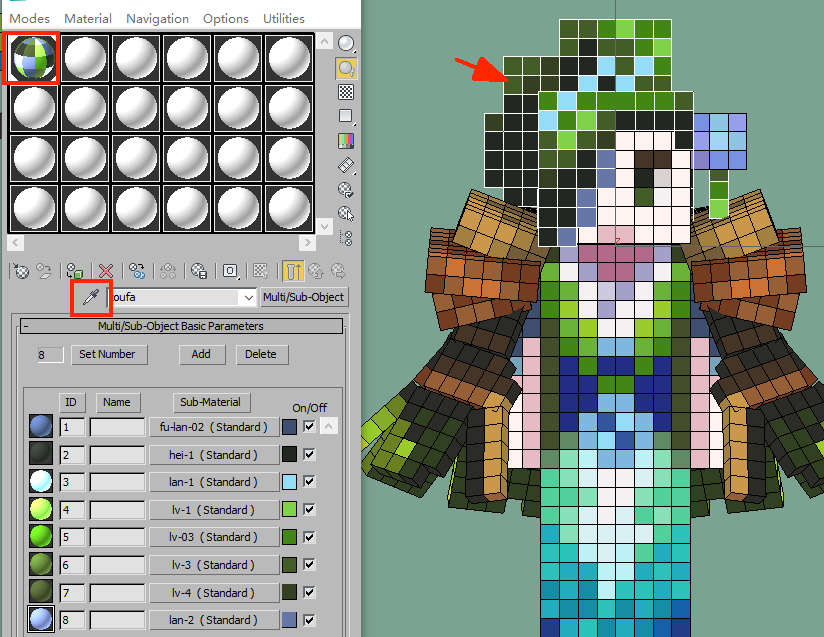 Modes Material Navigation Options Utilities
oufa Multi/Sub-Object
- Multi/Sub-Object Basic Parameters
8 Set Number Add Delete
ID Name Sub-Material On/Off
1 fu-lan-02 ( Standard )
2 hei-1 ( Standard )
3 lan-1 ( Standard )
4 lv-1 ( Standard )
5 lv-03 ( Standard )
6 lv-3 ( Standard )
7 lv-4 ( Standard )
8 lan-2 ( Standard )
z